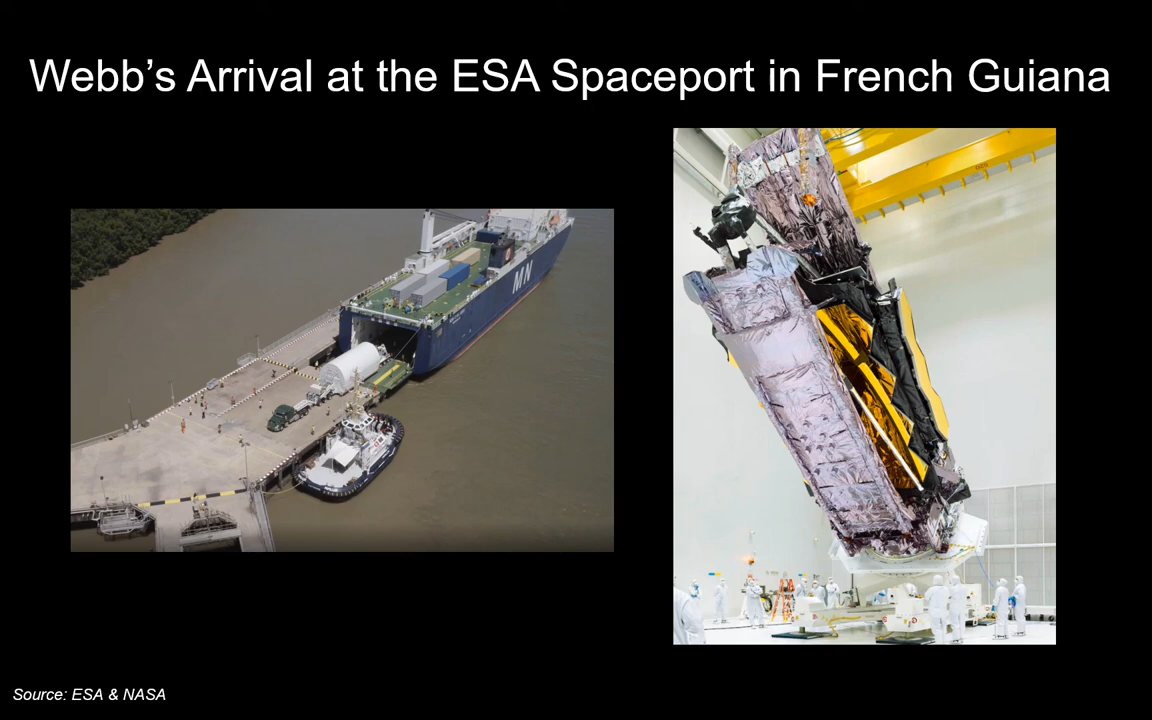 Webb’s Arrival at the ESA Spaceport in French Guiana
MN
Source: ESA & NASA